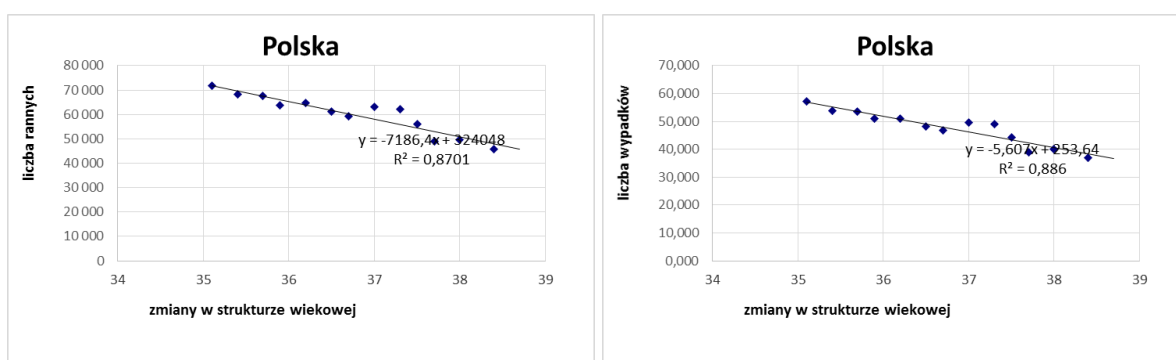 Polska
80 000
70 000
60 000
50 000
40 000
30 000
20 000
10 000
0
liczba rannych
y = -7186,4x + 324048
R² = 0,8701
34 35 36 37 38 39
zmiany w strukturze wiekowej
Polska
70,000
60,000
50,000
40,000
30,000
20,000
10,000
0,000
liczba wypadków
y = -5,607x + 253,64
R² = 0,886
34 35 36 37 38 39
zmiany w strukturze wiekowej